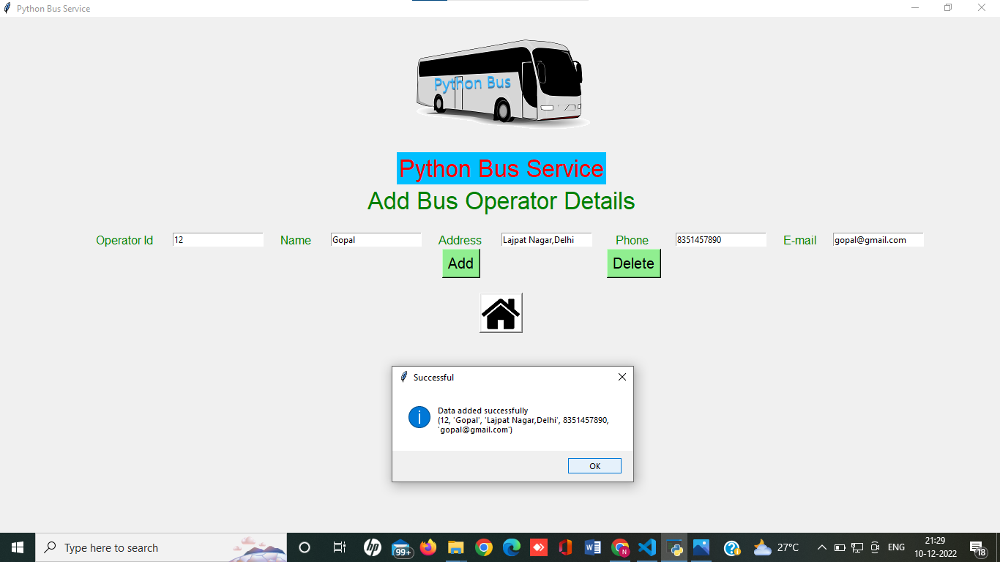 Python Bus Service
Python Bus
Python Bus Service
Add Bus Operator Details
Operator Id 12 Name Gopal Address Lajpat Nagar,Delhi Phone 8351457890 E-mail gopal@gmail.com
Add Delete
Successful
Data added successfully
(12, 'Gopal', 'Lajpat Nagar,Delhi', 8351457890,
'gopal@gmail.com')
OK
Type here to search hp 99+ W N 27°C ENG 21:29
10-12-2022 18